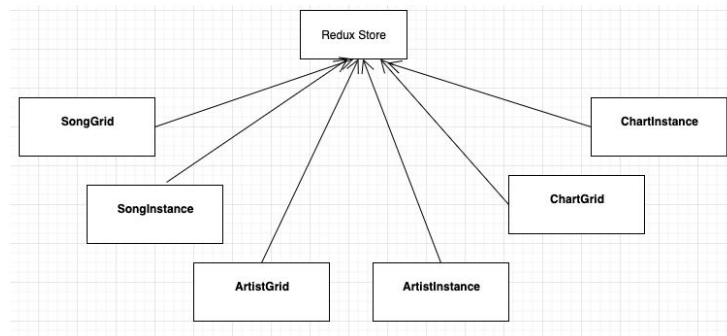 Redux Store
SongGrid
ChartInstance
SongInstance
ChartGrid
ArtistGrid
ArtistInstance